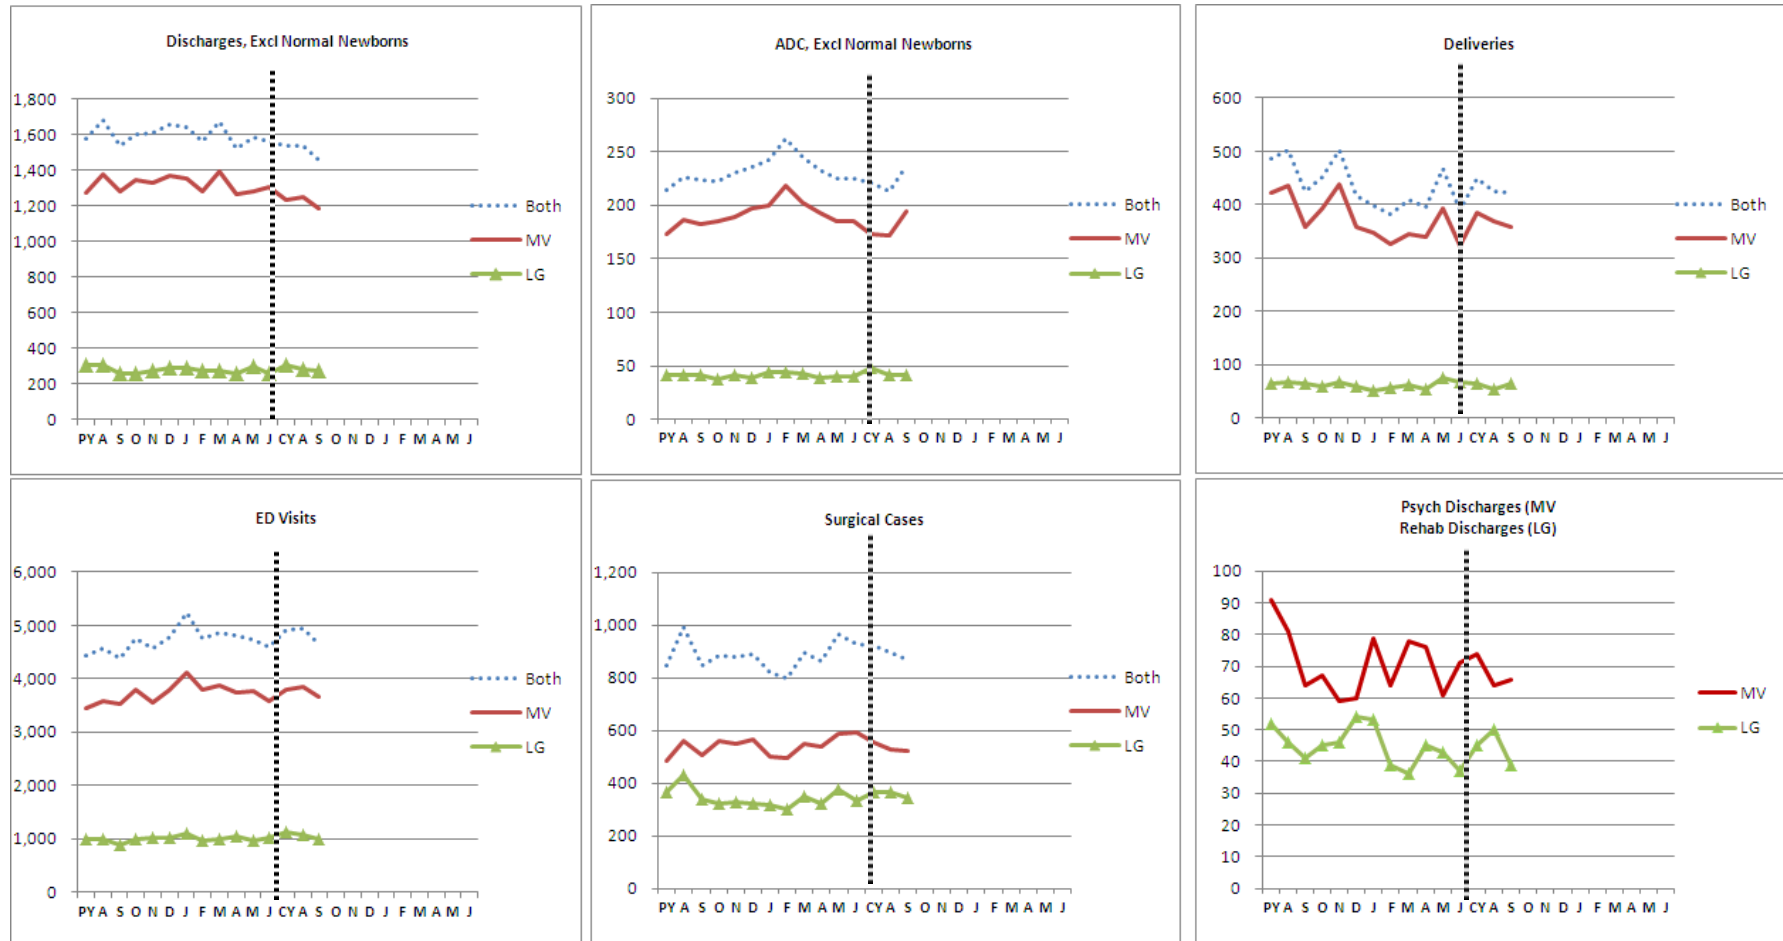 Discharges, Excl Normal Newborns
1,800
1,600
1,400
1,200
1,000
800
600
400
200
0
PY A S O N D J F M A M J CY A S O N D J F M A M J
Both
MV
LG
ADC, Excl Normal Newborns
300
250
200
150
100
50
0
PY A S O N D J F M A M J CY A S O N D J F M A M J
Both
MV
LG
Deliveries
600
500
400
300
200
100
0
PY A S O N D J F M A M J CY A S O N D J F M A M J
Both
MV
LG
ED Visits
6,000
5,000
4,000
3,000
2,000
1,000
0
PY A S O N D J F M A M J CY A S O N D J F M A M J
Both
MV
LG
Surgical Cases
1,200
1,000
800
600
400
200
0
PY A S O N D J F M A M J CY A S O N D J F M A M J
Both
MV
LG
Psych Discharges (MV
Rehab Discharges (LG)
100
90
80
70
60
50
40
30
20
10
0
PY A S O N D J F M A M J CY A S O N D J F M A M J
MV
LG